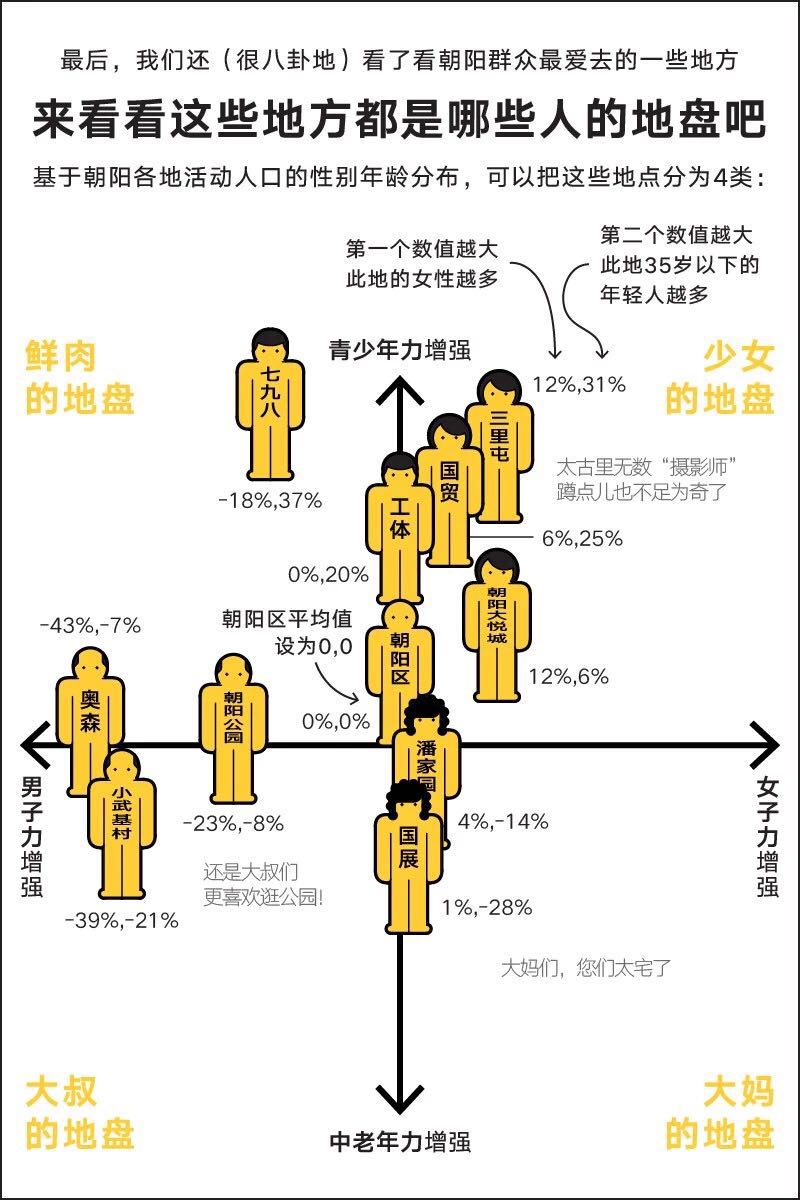 最后，我们还（很八卦地）看了看朝阳群众最爱去的一些地方
来看看这些地方都是哪些人的地盘吧
基于朝阳各地活动人口的性别年龄分布，可以把这些地点分为4类：
第一个数值越大
此地的女性越多
第二个数值越大
此地35岁以下的
年轻人越多
鲜肉
的地盘
青少年力增强
少女
的地盘
七九八
-18%,37%
12%,31%
三里屯
太古里无数“摄影师”
蹲点儿也不足为奇了
国贸
6%,25%
工体
0%,20%
朝阳大悦城
12%,6%
朝阳区平均值
设为0,0
朝阳区
0%,0%
-43%,-7%
奥森
朝阳公园
-23%,-8%
潘家园
4%,-14%
男子力增强
女子力增强
小武基村
-39%,-21%
还是大叔们
更喜欢逛公园!
国展
1%,-28%
大妈们，您们太宅了
大叔
的地盘
中老年力增强
大妈
的地盘